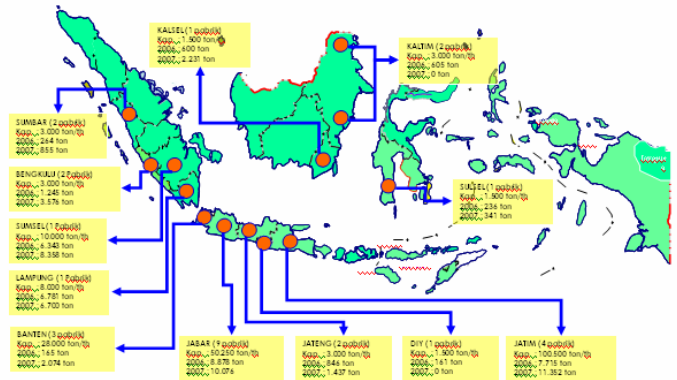 KALSEL (1 pabrik)
Kap. : 1.500 ton/th
2006: 600 ton
2007: 2.231 ton
KALTIM (2 pabrik)
Kap. : 3.000 ton/th
2006: 605 ton
2007: 0 ton
SUMBAR (2 pabrik)
Kap. : 3.000 ton/th
2006: 264 ton
2007: 855 ton
BENGKULU (2 Pabrik)
Kap. : 3.000 ton/th
2006: 1.245 ton
2007: 3.576 ton
SULSEL (1 pabrik)
Kap. : 1.500 ton/th
2006: 236 ton
2007: 341 ton
SUMSEL (1 Pabrik)
Kap. : 10.000 ton/th
2006: 6.343 ton
2007: 8.358 ton
LAMPUNG (1 Pabrik)
Kap. : 8.000 ton/th
2006: 6.781 ton
2007: 6.700 ton
BANTEN (3 pabrik)
Kap. : 28.000 ton/th
2006: 165 ton
2007: 2.074 ton
JABAR (9 pabrik)
Kap. : 50.250 ton/th
2006: 8.878 ton
2007: 10.076
JATENG (2 pabrik)
Kap. : 3.000 ton/th
2006: 846 ton
2007: 1.437 ton
DIY (1 pabrik)
Kap. : 1.500 ton/th
2006: 161 ton
2007: 0 ton
JATIM (4 pabrik)
Kap. : 100.500 ton/th
2006: 7.715 ton
2007: 11.352 ton